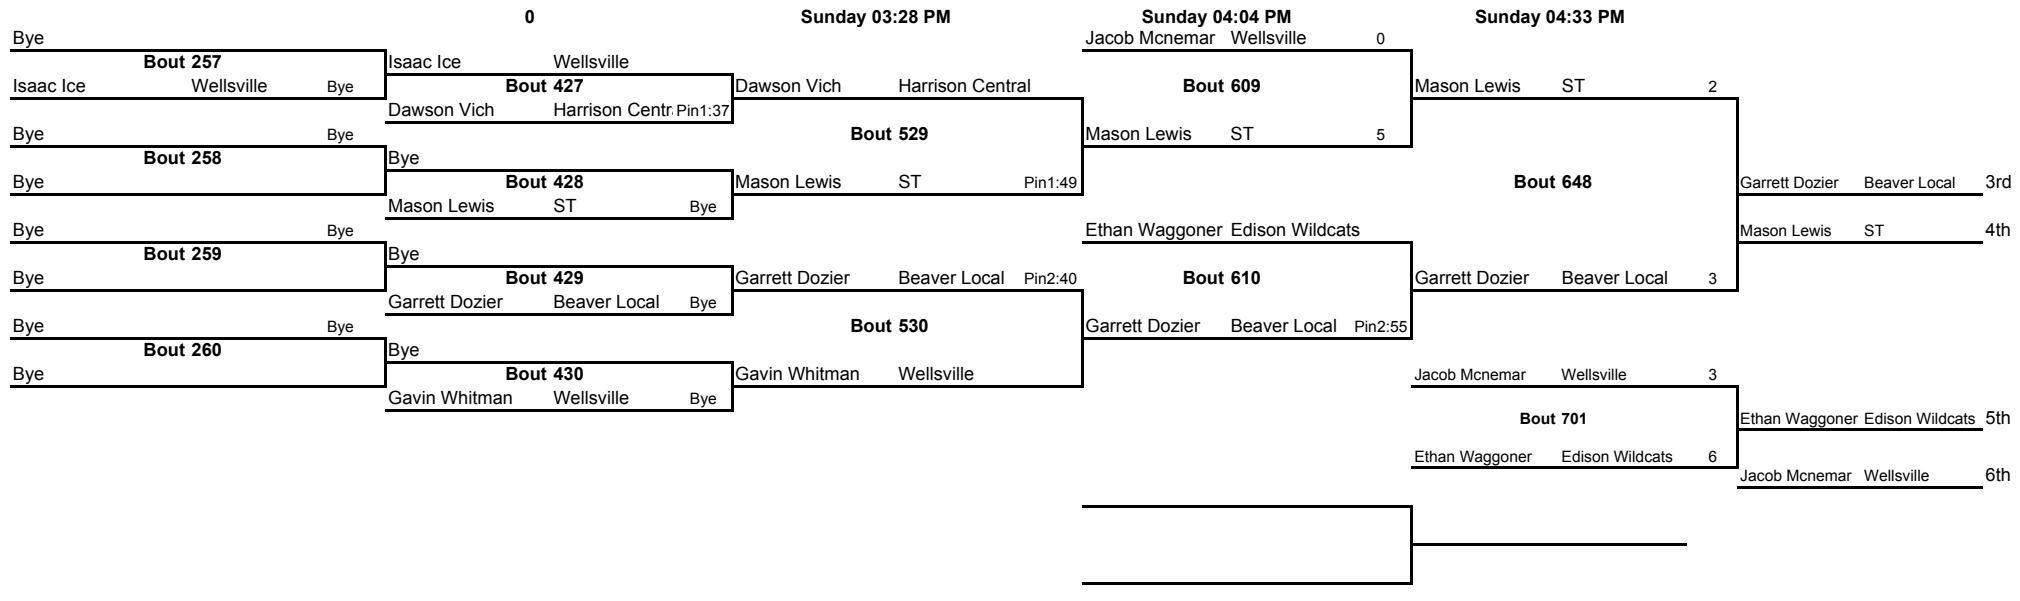 0 Sunday 03:28 PM Sunday 04:04 PM Sunday 04:33 PM
Bye Jacob Mcnemar Wellsville 0
Bout 257 Isaac Ice Wellsville
Isaac Ice Wellsville Bye Bout 427 Dawson Vich Harrison Central Bout 609 Mason Lewis ST 2
Dawson Vich Harrison Centr Pin1:37
Bye Bye Bout 529 Mason Lewis ST 5
Bout 258 Bye
Bye Bout 428 Mason Lewis ST Pin1:49 Bout 648 Garrett Dozier Beaver Local 3rd
Mason Lewis ST Bye
Bye Bye Ethan Waggoner Edison Wildcats Mason Lewis ST 4th
Bout 259 Bye
Bye Bout 429 Garrett Dozier Beaver Local Pin2:40 Bout 610 Garrett Dozier Beaver Local 3
Garrett Dozier Beaver Local Bye
Bye Bye Bout 530 Garrett Dozier Beaver Local Pin2:55
Bout 260 Bye
Bye Bout 430 Gavin Whitman Wellsville Jacob Mcnemar Wellsville 3
Gavin Whitman Wellsville Bye
Bout 701 Ethan Waggoner Edison Wildcats 5th
Ethan Waggoner Edison Wildcats 6
Jacob Mcnemar Wellsville 6th